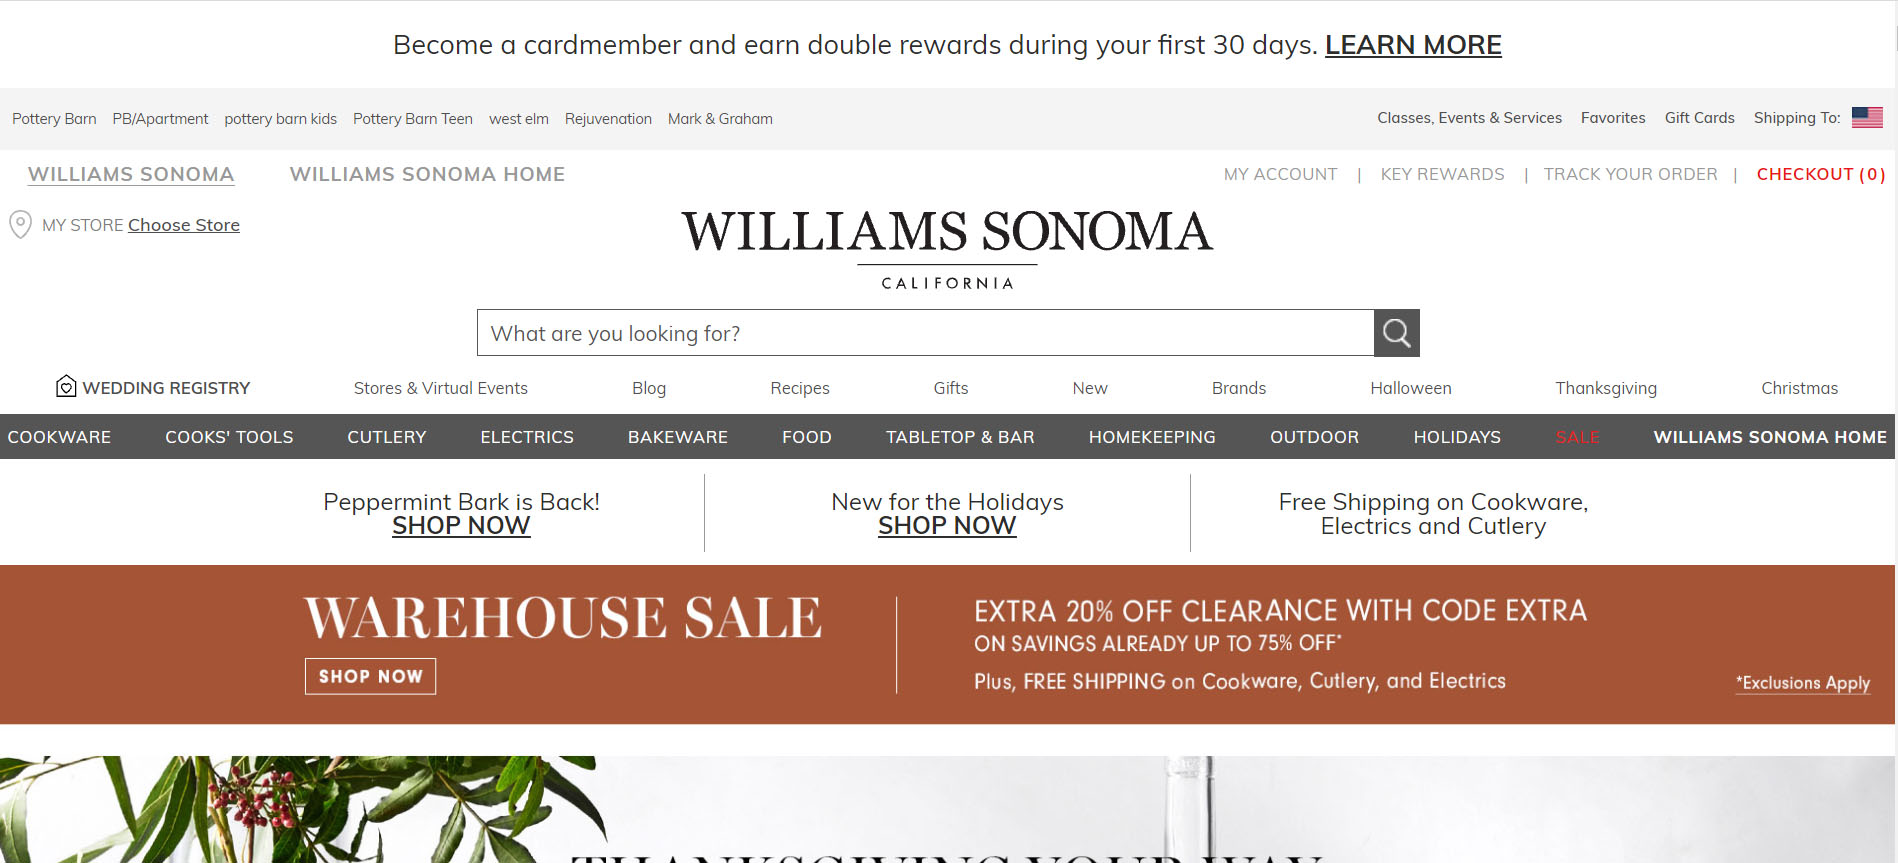 Become a cardmember and earn double rewards during your first 30 days. LEARN MORE
Pottery Barn PB/Apartment pottery barn kids Pottery Barn Teen west elm Rejuvenation Mark & Graham
Classes, Events & Services Favorites Gift Cards Shipping To:
WILLIAMS SONOMA WILLIAMS SONOMA HOME
MY ACCOUNT | KEY REWARDS | TRACK YOUR ORDER | CHECKOUT (0)
MY STORE Choose Store
WILLIAMS SONOMA
CALIFORNIA
What are you looking for?
WEDDING REGISTRY Stores & Virtual Events Blog Recipes Gifts New Brands Halloween Thanksgiving Christmas
COOKWARE COOKS' TOOLS CUTLERY ELECTRICS BAKEWARE FOOD TABLETOP & BAR HOMEKEEPING OUTDOOR HOLIDAYS SALE WILLIAMS SONOMA HOME
Peppermint Bark is Back!
SHOP NOW
New for the Holidays
SHOP NOW
Free Shipping on Cookware,
Electrics and Cutlery
WAREHOUSE SALE
SHOP NOW
EXTRA 20% OFF CLEARANCE WITH CODE EXTRA
ON SAVINGS ALREADY UP TO 75% OFF*
Plus, FREE SHIPPING on Cookware, Cutlery, and Electrics
*Exclusions Apply
THANKSGIVING YOUR WAY